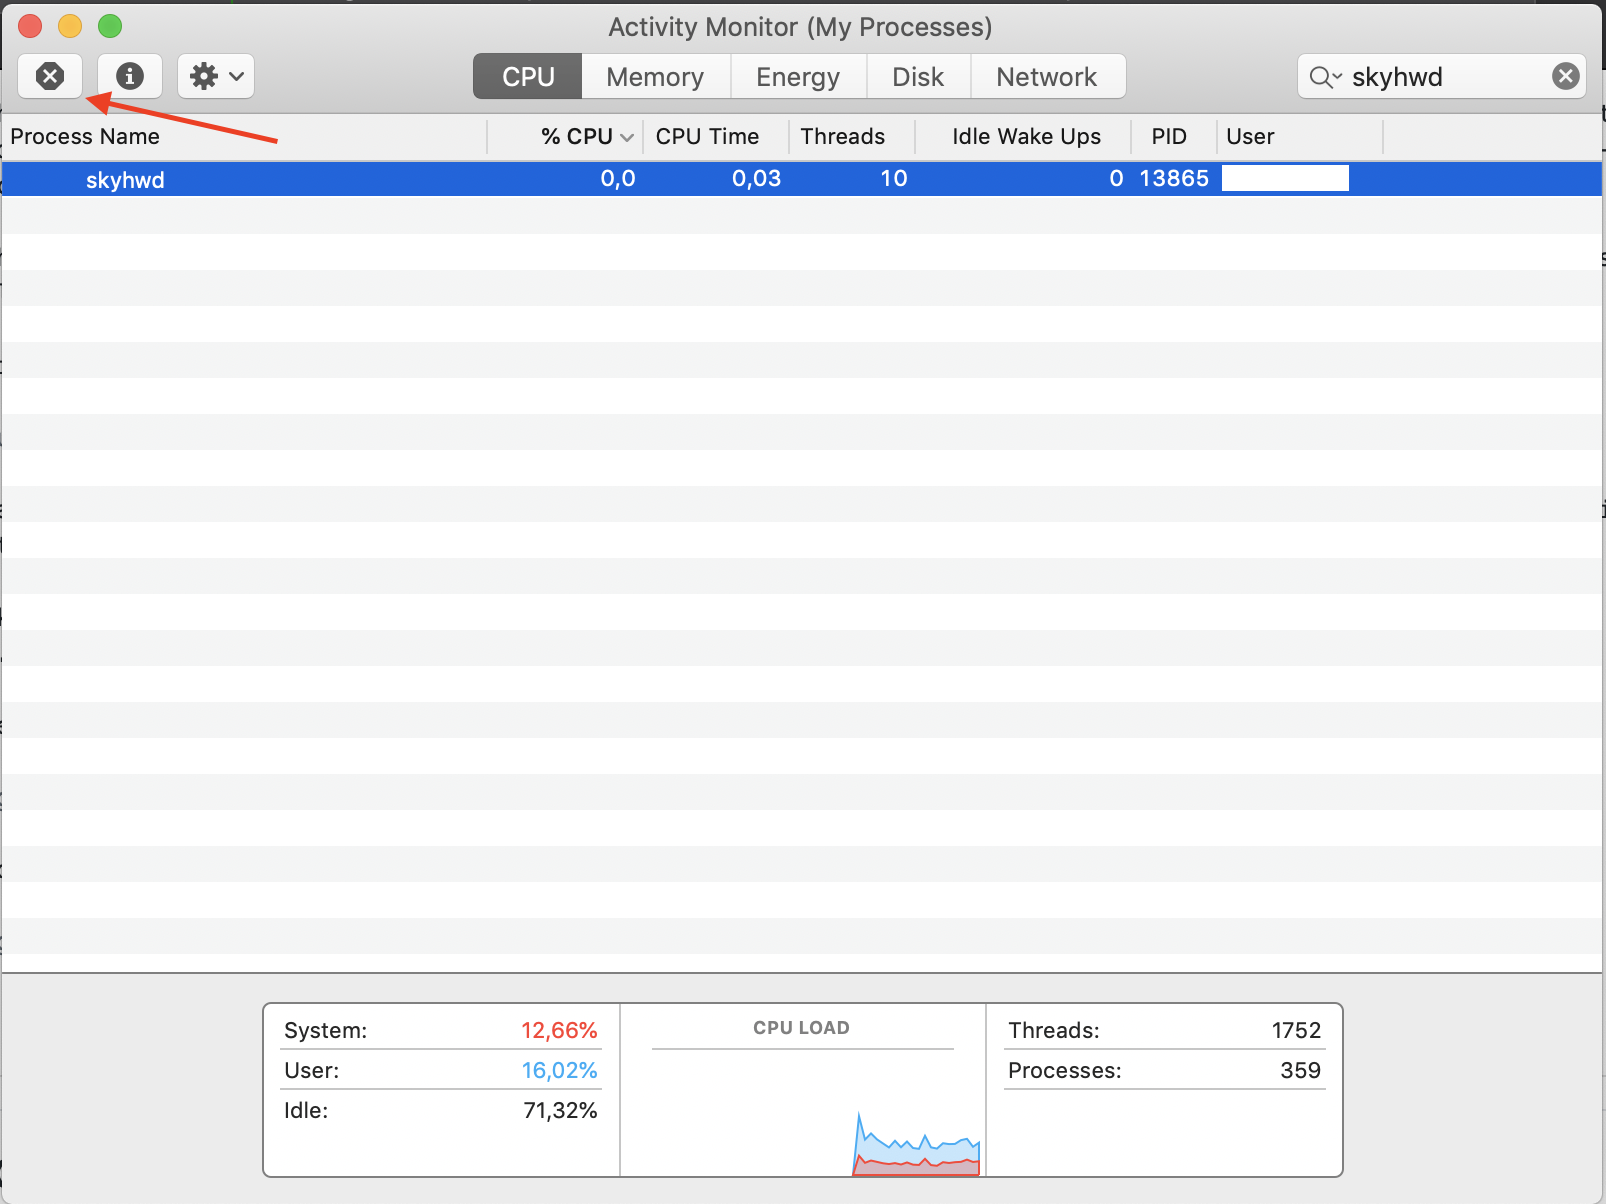 Activity Monitor (My Processes)
CPU Memory Energy Disk Network skyhwd
Process Name % CPU CPU Time Threads Idle Wake Ups PID User
skyhwd 0,0 0,03 10 0 13865
System: 12,66% CPU LOAD Threads: 1752
User: 16,02% Processes: 359
Idle: 71,32%